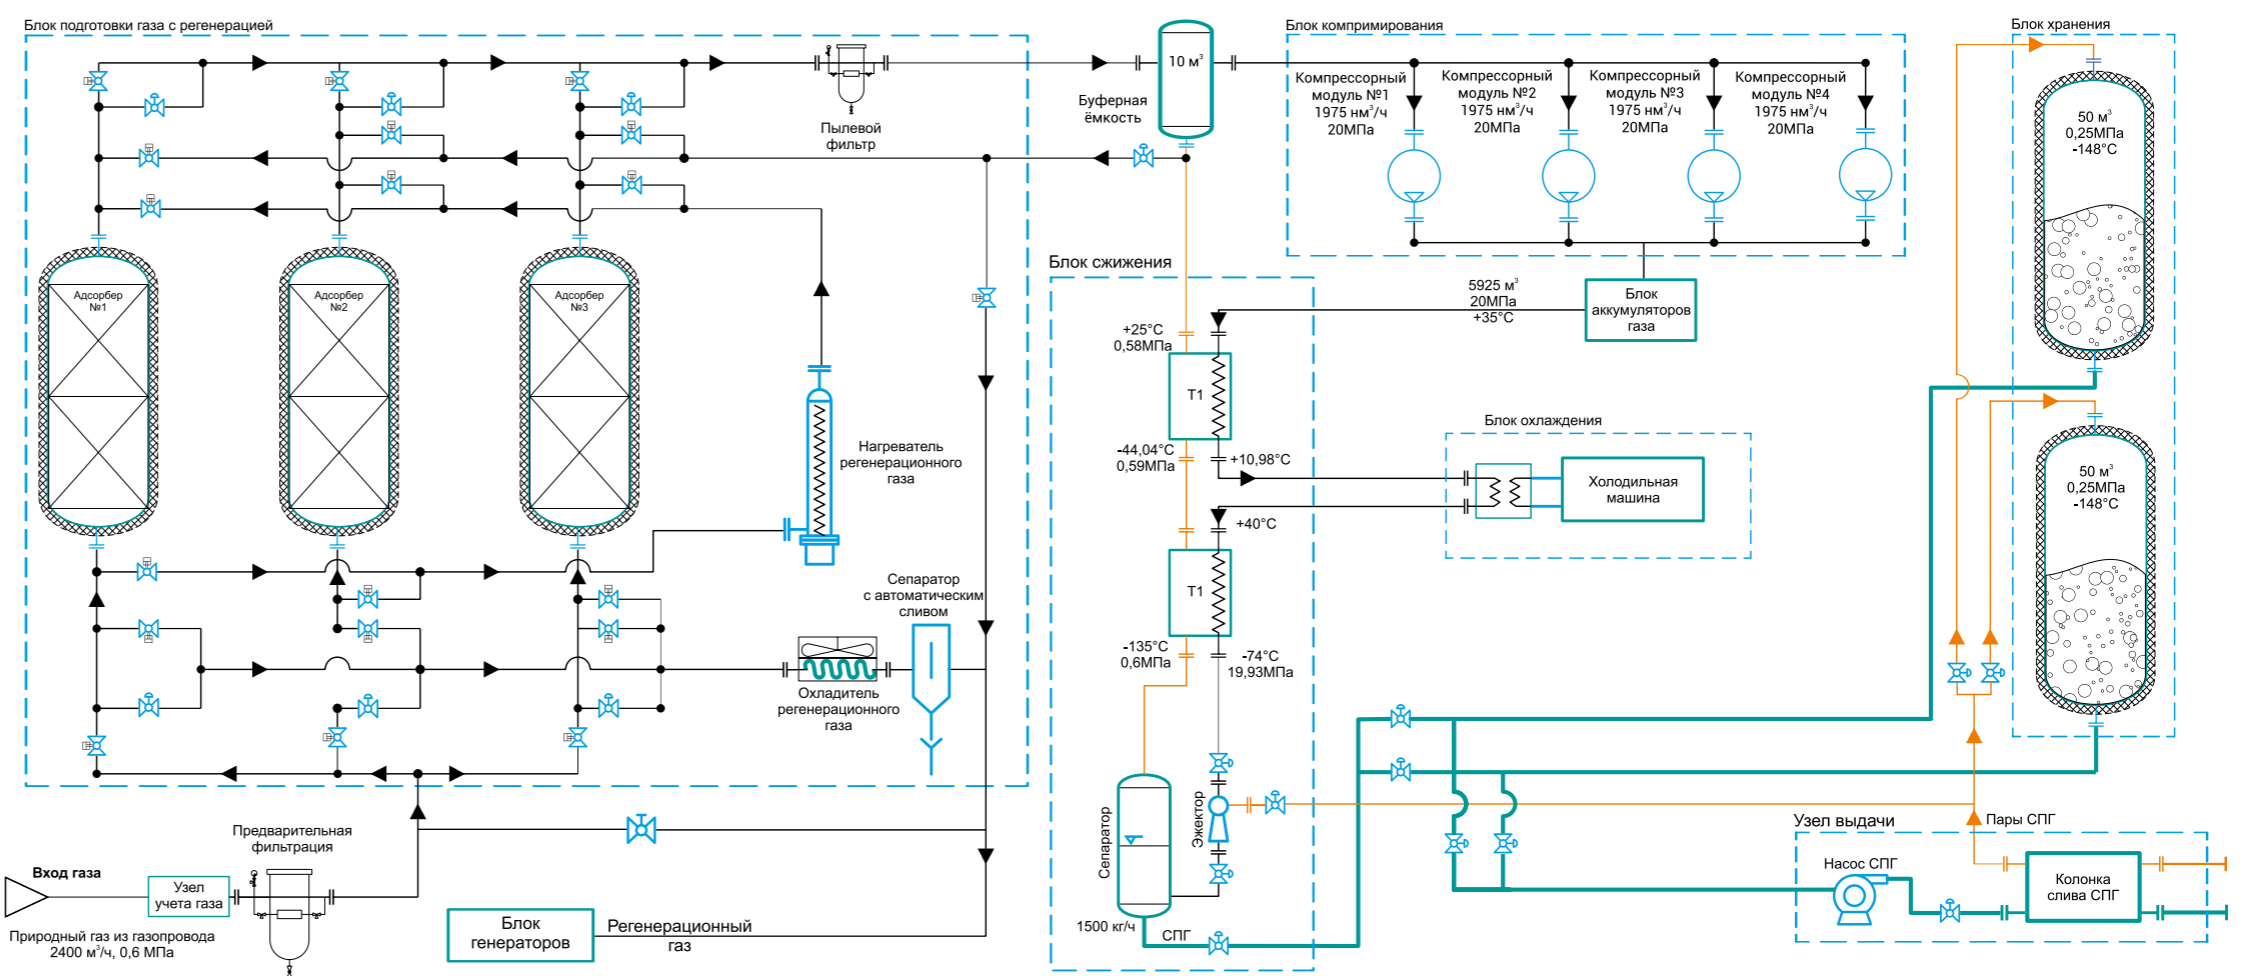 Блок подготовки газа с регенерацией
Адсорбер
№1
Адсорбер
№2
Адсорбер
№3
Пылевой
фильтр
Нагреватель
регенерационного
газа
Сепаратор
с автоматическим
сливом
Охладитель
регенерационного
газа
Предварительная
фильтрация
Вход газа
Узел
учета газа
Природный газ из газопровода
2400 м³/ч, 0,6 МПа
Блок
генераторов
Регенерационный
газ
10 м³
Буферная
ёмкость
Блок компримирования
Компрессорный
модуль №1
1975 нм³/ч
20МПа
Компрессорный
модуль №2
1975 нм³/ч
20МПа
Компрессорный
модуль №3
1975 нм³/ч
20МПа
Компрессорный
модуль №4
1975 нм³/ч
20МПа
Блок
аккумуляторов
газа
5925 м³
20МПа
+35°C
Блок сжижения
+25°C
0,58МПа
Т1
-44,04°C
0,59МПа
+10,98°C
+40°C
Т1
-135°C
0,6МПа
-74°C
19,93МПа
Сепаратор
Эжектор
1500 кг/ч
СПГ
Блок охлаждения
Холодильная
машина
Блок хранения
50 м³
0,25МПа
-148°C
50 м³
0,25МПа
-148°C
Узел выдачи
Пары СПГ
Насос СПГ
Колонка
слива СПГ